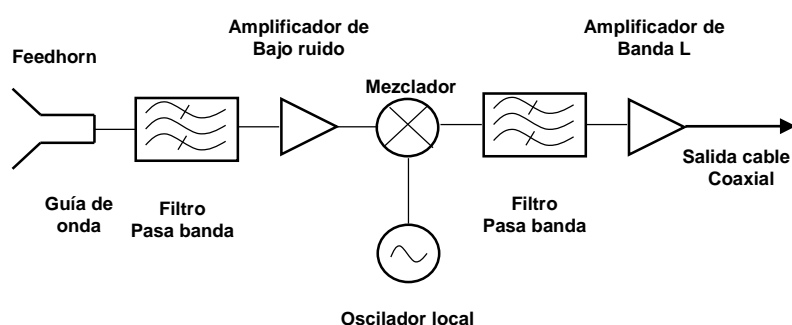 Amplificador de
Bajo ruido
Amplificador de
Banda L
Feedhorn
Mezclador
Salida cable
Coaxial
Guía de
onda
Filtro
Pasa banda
Filtro
Pasa banda
Oscilador local